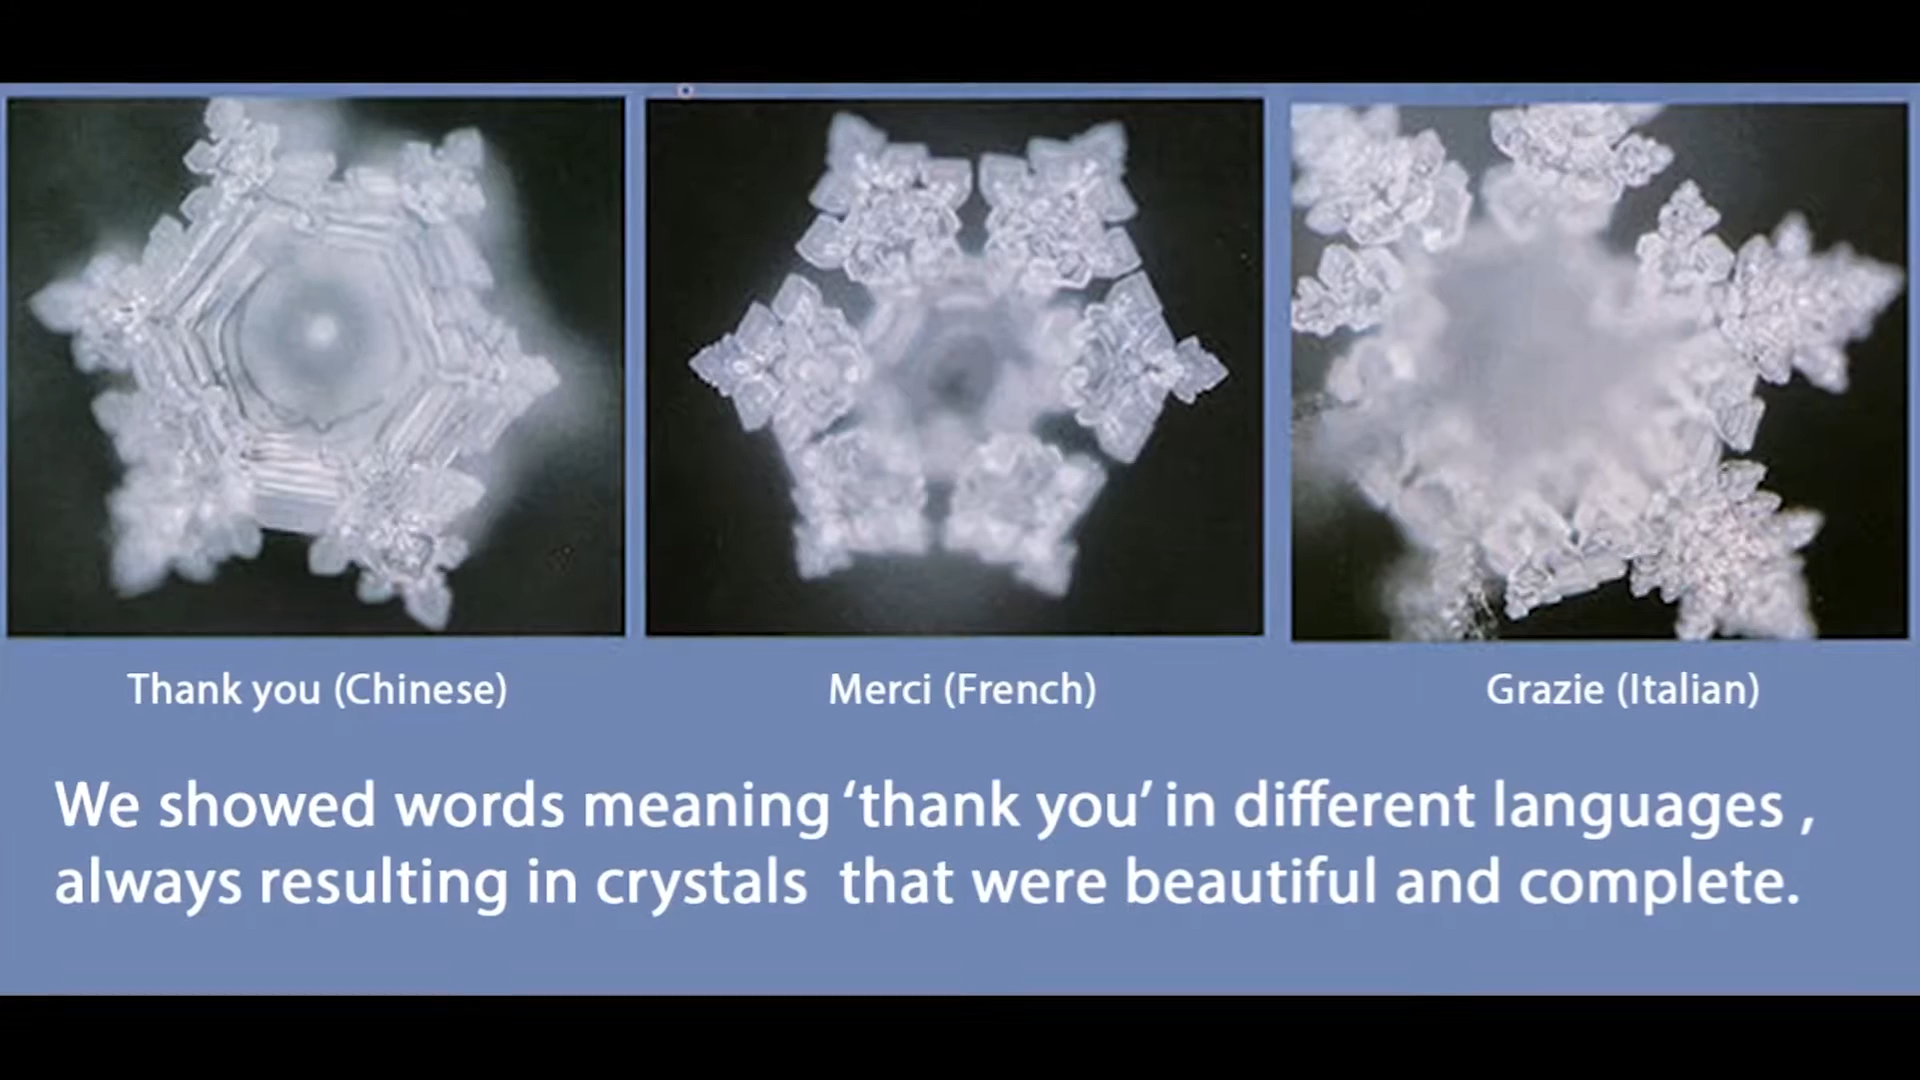 Thank you (Chinese)
Merci (French)
Grazie (Italian)
We showed words meaning ‘thank you’ in different languages ,
always resulting in crystals that were beautiful and complete.